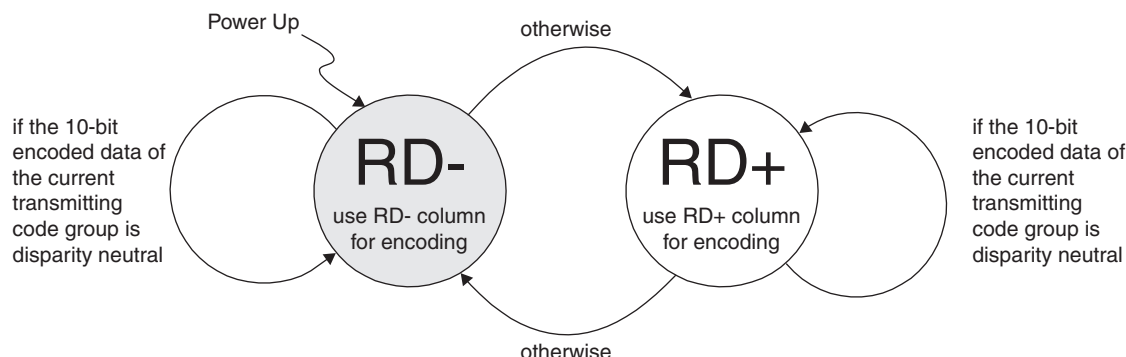 Power Up
otherwise
if the 10-bit
encoded data of
the current
transmitting
code group is
disparity neutral
RD-
use RD- column
for encoding
RD+
use RD+ column
for encoding
if the 10-bit
encoded data of
the current
transmitting
code group is
disparity neutral
otherwise